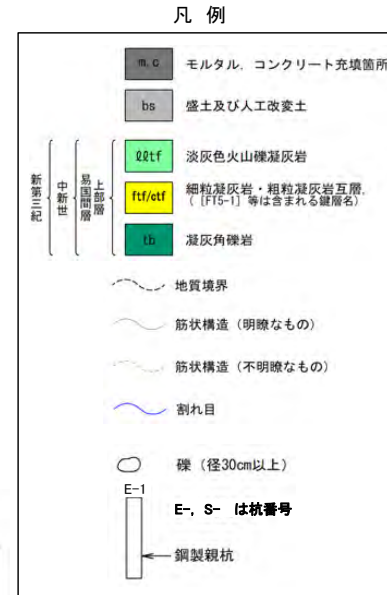 凡 例
m.c モルタル，コンクリート充填箇所
bs 盛土及び人工改変土
新第三紀
中新世
易国間層
上部層
ℓℓtf 淡灰色火山礫凝灰岩
ftf/ctf 細粒凝灰岩・粗粒凝灰岩互層，
（ [FT5-1] 等は含まれる鍵層名）
tb 凝灰角礫岩
地質境界
筋状構造（明瞭なもの）
筋状構造（不明瞭なもの）
割れ目
礫（径30cm以上）
E-1
E-，S- は杭番号
鋼製親杭